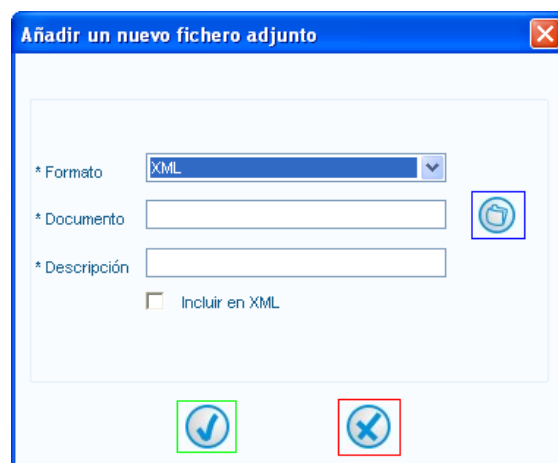 Añadir un nuevo fichero adjunto
* Formato XML
* Documento
* Descripción
Incluir en XML